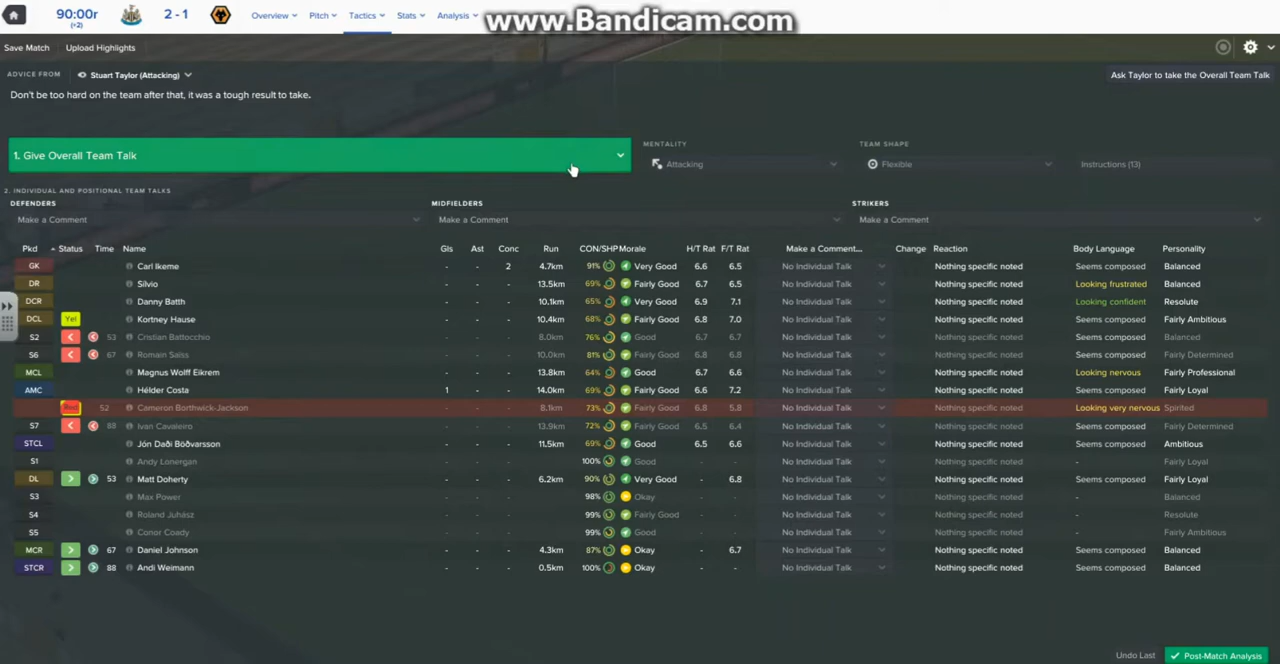 90:00r 2 - 1 Overview Pitch Tactics Stats Analysis www.Bandicam.com
(+2)
Save Match Upload Highlights
ADVICE FROM Stuart Taylor (Attacking) Ask Taylor to take the Overall Team Talk
Don't be too hard on the team after that, it was a tough result to take.
1. Give Overall Team Talk MENTALITY TEAM SHAPE
Attacking Flexible Instructions (13)
2. INDIVIDUAL AND POSITIONAL TEAM TALKS
DEFENDERS MIDFIELDERS STRIKERS
Make a Comment Make a Comment Make a Comment
Pkd Status Time Name Gls Ast Conc Run CON/SHP Morale H/T Rat F/T Rat Make a Comment... Change Reaction Body Language Personality
GK Carl Ikeme - - 2 4.7km 91% Very Good 6.6 6.5 No Individual Talk Nothing specific noted Seems composed Balanced
DR Sílvio - - - 13.5km 69% Fairly Good 6.7 6.5 No Individual Talk Nothing specific noted Looking frustrated Balanced
DCR Danny Batth - - - 10.1km 65% Very Good 6.9 7.1 No Individual Talk Nothing specific noted Looking confident Resolute
DCL Yel Kortney Hause - - - 10.4km 68% Fairly Good 6.8 7.0 No Individual Talk Nothing specific noted Seems composed Fairly Ambitious
S2 53 Cristian Battocchio - - - 8.0km 76% Good 6.7 6.7 No Individual Talk Nothing specific noted Seems composed Balanced
S6 67 Romain Saïss - - - 10.0km 81% Fairly Good 6.8 6.8 No Individual Talk Nothing specific noted Seems composed Fairly Determined
MCL Magnus Wolff Eikrem - - - 13.8km 64% Good 6.7 6.6 No Individual Talk Nothing specific noted Looking nervous Fairly Professional
AMC Hélder Costa 1 - - 14.0km 69% Fairly Good 6.6 7.2 No Individual Talk Nothing specific noted Seems composed Fairly Loyal
Red 52 Cameron Borthwick-Jackson - - - 8.1km 73% Fairly Good 6.8 5.8 No Individual Talk Nothing specific noted Looking very nervous Spirited
S7 88 Ivan Cavaleiro - - - 13.9km 72% Fairly Good 6.5 6.4 No Individual Talk Nothing specific noted Seems composed Fairly Determined
STCL Jón Daði Böðvarsson - - - 11.5km 69% Good 6.5 6.6 No Individual Talk Nothing specific noted Seems composed Ambitious
S1 Andy Lonergan - - - 100% Good - - No Individual Talk Nothing specific noted - Fairly Loyal
DL 53 Matt Doherty - - - 6.2km 90% Very Good - 6.8 No Individual Talk Nothing specific noted Seems composed Fairly Loyal
S3 Max Power - - - 98% Okay - - No Individual Talk Nothing specific noted - Balanced
S4 Roland Juhász - - - 99% Fairly Good - - No Individual Talk Nothing specific noted - Resolute
S5 Conor Coady - - - 99% Good - - No Individual Talk Nothing specific noted - Fairly Ambitious
MCR 67 Daniel Johnson - - - 4.3km 87% Okay - 6.7 No Individual Talk Nothing specific noted Seems composed Balanced
STCR 88 Andi Weimann - - - 0.5km 100% Okay - - No Individual Talk Nothing specific noted Seems composed Balanced
Undo Last Post-Match Analysis